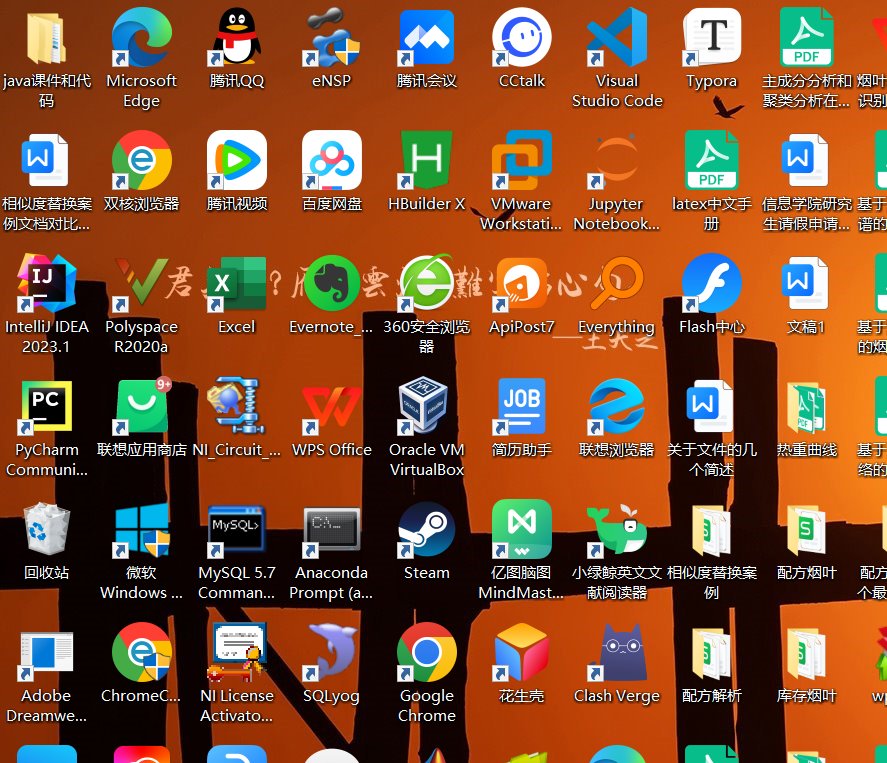 java课件和代
码
Microsoft
Edge
腾讯QQ
eNSP
腾讯会议
CCtalk
Visual
Studio Code
T
Typora
PDF
主成分分析和
聚类分析在...
烟叶
识别
W
相似度替换案
例文档对比...
双核浏览器
腾讯视频
百度网盘
H
HBuilder X
VMware
Workstati...
Jupyter
Notebook...
PDF
latex中文手
册
W
信息学院研究
生请假申请...
基于
谱的
IJ
IntelliJ IDEA
2023.1
Polyspace
R2020a
X
Excel
Evernote_...
360安全浏览
器
ApiPost7
Everything
Flash中心
W
文稿1
基于
的烟
君
?
雲
難
心
PC
PyCharm
Communi...
9+
联想应用商店
NI_Circuit_...
WPS Office
Oracle VM
VirtualBox
JOB
简历助手
联想浏览器
W
关于文件的几
个简述
热重曲线
基于
络的
回收站
微软
Windows ...
MySQL>
MySQL 5.7
Comman...
C:\_
Anaconda
Prompt (a...
Steam
亿图脑图
MindMast...
小绿鲸英文文
献阅读器
S
相似度替换案
例
S
配方烟叶
配方
个最
Adobe
Dreamwe...
ChromeC...
NI License
Activato...
SQLyog
Google
Chrome
花生壳
Clash Verge
S
配方解析
S
库存烟叶
wp